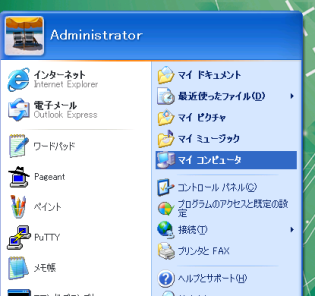 Administrator
インターネット
Internet Explorer
電子メール
Outlook Express
ワードパッド
Pageant
ペイント
PuTTY
メモ帳
マイ ドキュメント
最近使ったファイル(D)
マイ ピクチャ
マイ ミュージック
マイ コンピュータ
コントロール パネル(C)
プログラムのアクセスと既定の設
定
接続(T)
プリンタと FAX
ヘルプとサポート(H)